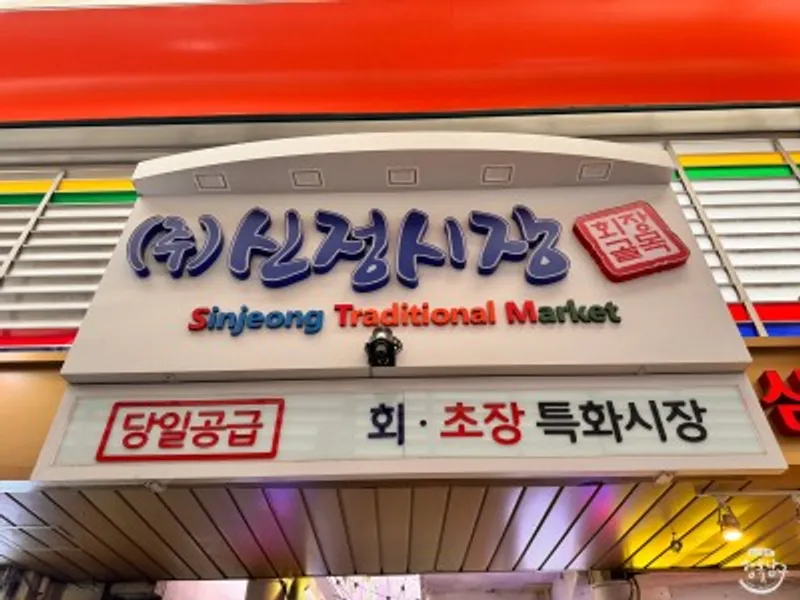 (주)신정시장
회초장
골목
Sinjeong Traditional Market
당일공급 회·초장 특화시장